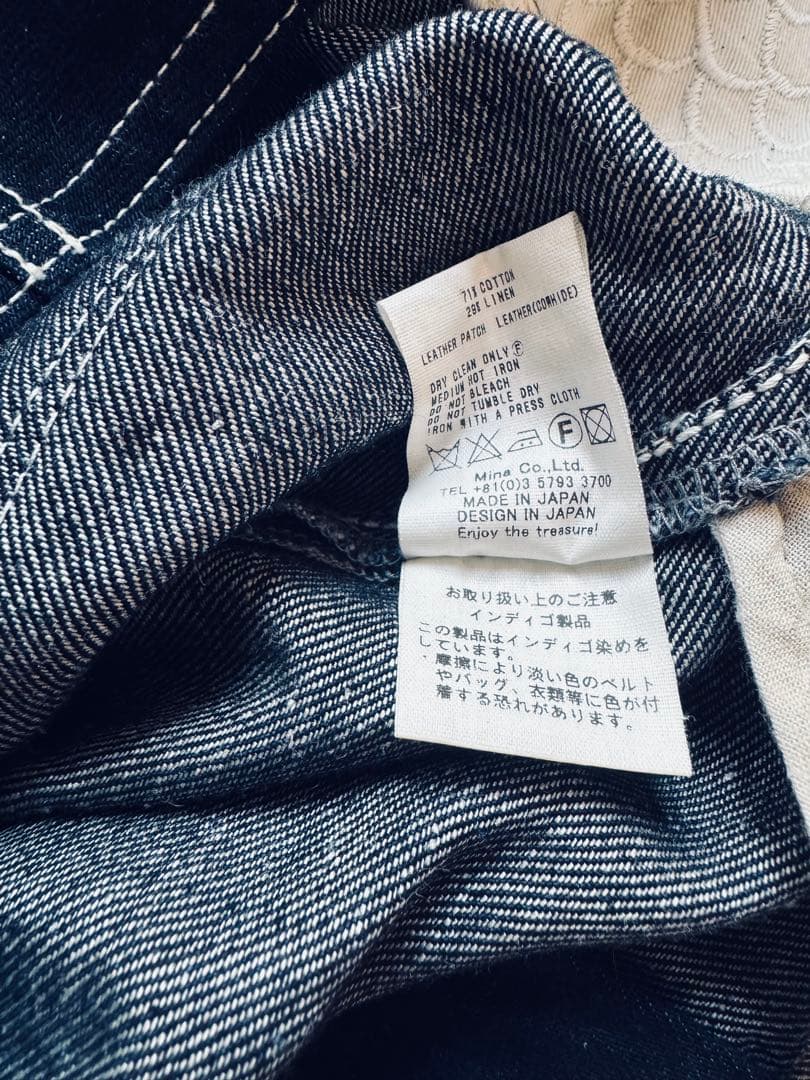 71% COTTON
29% LINEN
LEATHER PATCH LEATHER(COWHIDE)
DRY CLEAN ONLY Ⓕ
MEDIUM HOT IRON
DO NOT BLEACH
DO NOT TUMBLE DRY
IRON WITH A PRESS CLOTH
F
Mina Co.,Ltd.
TEL +81(0)3 5793 3700
MADE IN JAPAN
DESIGN IN JAPAN
Enjoy the treasure!
お取り扱い上のご注意
インディゴ製品
この製品はインディゴ染めを
しています。
・摩擦により淡い色のベルト
やバッグ、衣類等に色が付
着する恐れがあります。